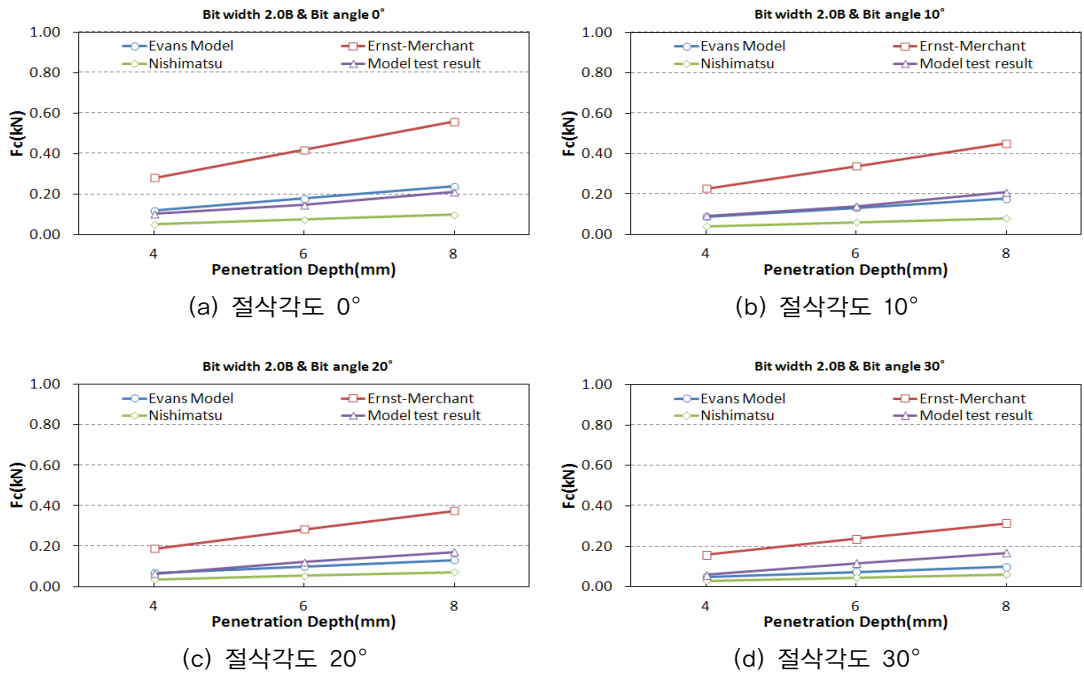 Bit width 2.0B & Bit angle 0°
1.00
0.80
0.60
0.40
0.20
0.00
Fc(kN)
Evans Model
Ernst-Merchant
Nishimatsu
Model test result
4 6 8
Penetration Depth(mm)
(a) 절삭각도 0°
Bit width 2.0B & Bit angle 10°
1.00
0.80
0.60
0.40
0.20
0.00
Fc(kN)
Evans Model
Ernst-Merchant
Nishimatsu
Model test result
4 6 8
Penetration Depth(mm)
(b) 절삭각도 10°
Bit width 2.0B & Bit angle 20°
1.00
0.80
0.60
0.40
0.20
0.00
Fc(kN)
Evans Model
Ernst-Merchant
Nishimatsu
Model test result
4 6 8
Penetration Depth(mm)
(c) 절삭각도 20°
Bit width 2.0B & Bit angle 30°
1.00
0.80
0.60
0.40
0.20
0.00
Fc(kN)
Evans Model
Ernst-Merchant
Nishimatsu
Model test result
4 6 8
Penetration Depth(mm)
(d) 절삭각도 30°